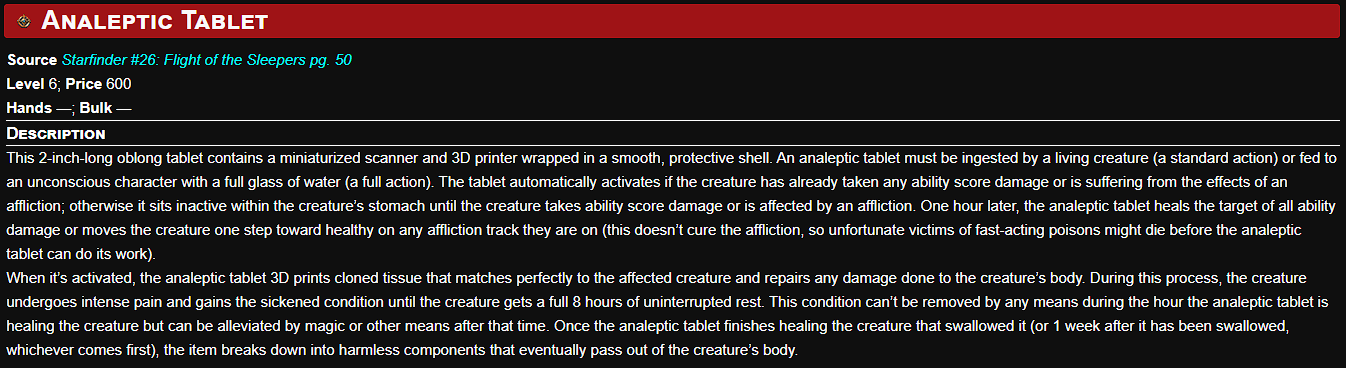 Analeptic Tablet
Source Starfinder #26: Flight of the Sleepers pg. 50
Level 6; Price 600
Hands —; Bulk —
Description
This 2-inch-long oblong tablet contains a miniaturized scanner and 3D printer wrapped in a smooth, protective shell. An analeptic tablet must be ingested by a living creature (a standard action) or fed to
an unconscious character with a full glass of water (a full action). The tablet automatically activates if the creature has already taken any ability score damage or is suffering from the effects of an
affliction; otherwise it sits inactive within the creature’s stomach until the creature takes ability score damage or is affected by an affliction. One hour later, the analeptic tablet heals the target of all ability
damage or moves the creature one step toward healthy on any affliction track they are on (this doesn’t cure the affliction, so unfortunate victims of fast-acting poisons might die before the analeptic
tablet can do its work).
When it’s activated, the analeptic tablet 3D prints cloned tissue that matches perfectly to the affected creature and repairs any damage done to the creature’s body. During this process, the creature
undergoes intense pain and gains the sickened condition until the creature gets a full 8 hours of uninterrupted rest. This condition can’t be removed by any means during the hour the analeptic tablet is
healing the creature but can be alleviated by magic or other means after that time. Once the analeptic tablet finishes healing the creature that swallowed it (or 1 week after it has been swallowed,
whichever comes first), the item breaks down into harmless components that eventually pass out of the creature’s body.